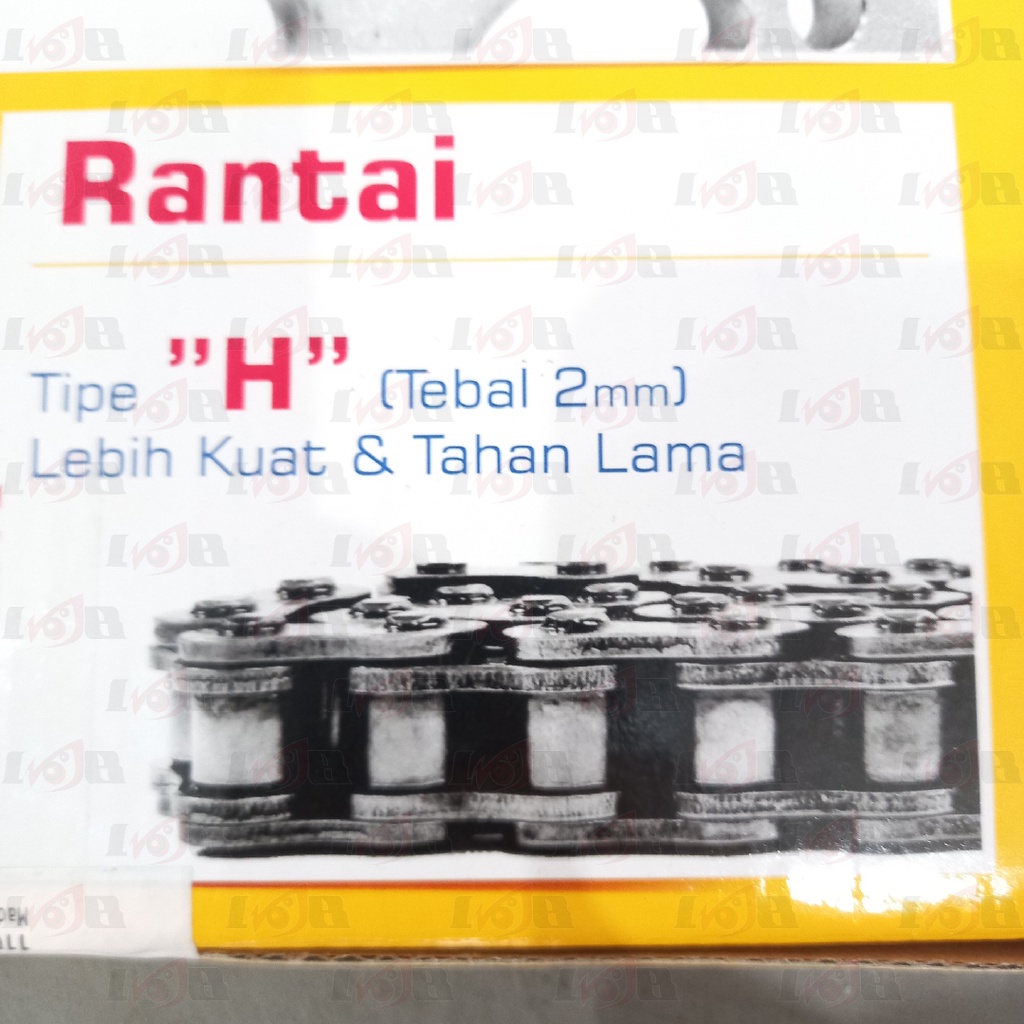 Rantai
Tipe ”H” (Tebal 2mm)
Lebih Kuat & Tahan Lama